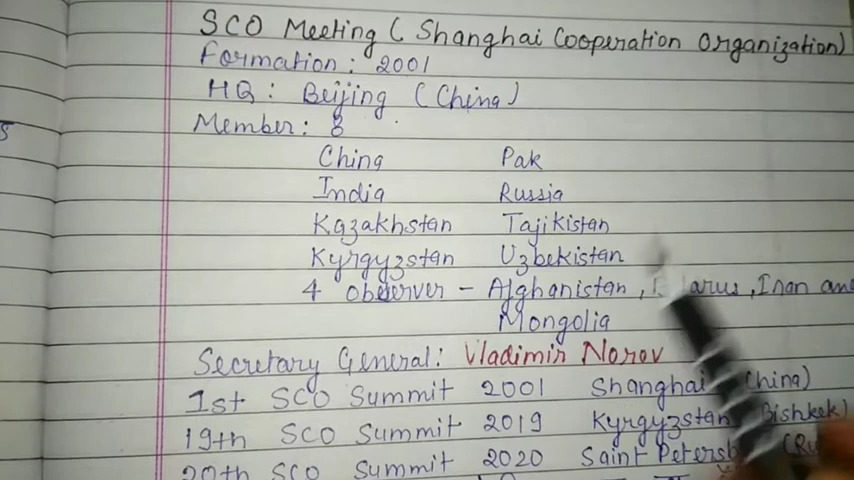 SCO Meeting ( Shanghai Cooperation Organization)
Formation : 2001
HQ : Beijing (China)
Member : 8
China Pak
India Russia
Kazakhstan Tajikistan
Kyrgyzstan Uzbekistan
4 Observer - Afghanistan, , Iran and
Mongolia
Secretary General : Vladimir Norov
1st SCO Summit 2001 Shanghai China)
19th SCO Summit 2019 Kyrgyzstan Bishkek)
20th SCO Summit 2020 Saint